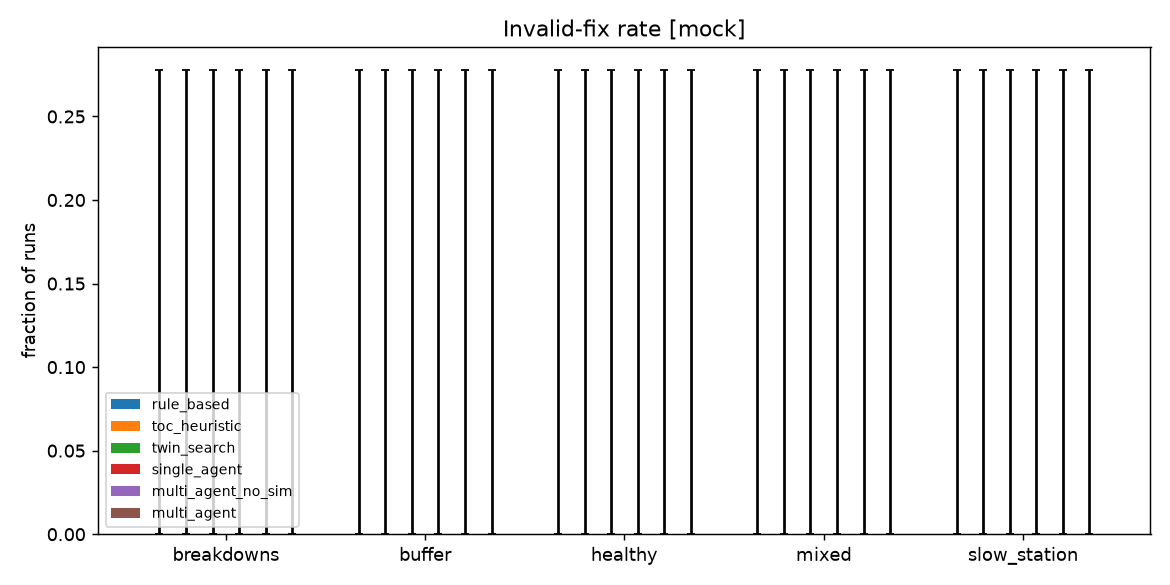 Invalid-fix rate [mock]
fraction of runs
0.25
0.20
0.15
0.10
0.05
0.00
rule_based
toc_heuristic
twin_search
single_agent
multi_agent_no_sim
multi_agent
breakdowns
buffer
healthy
mixed
slow_station